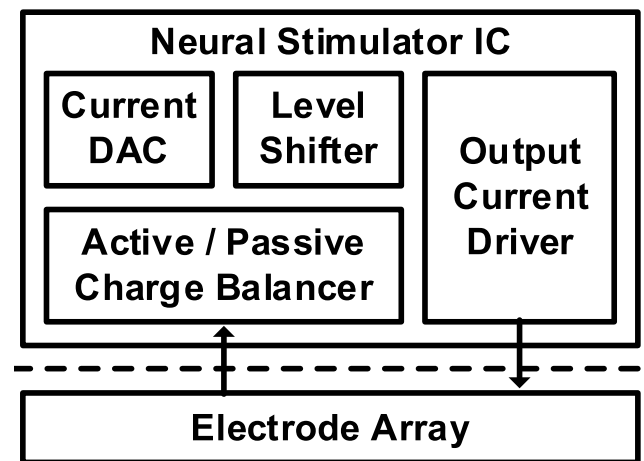 Neural Stimulator IC
Current
DAC
Level
Shifter
Output
Current
Driver
Active / Passive
Charge Balancer
Electrode Array